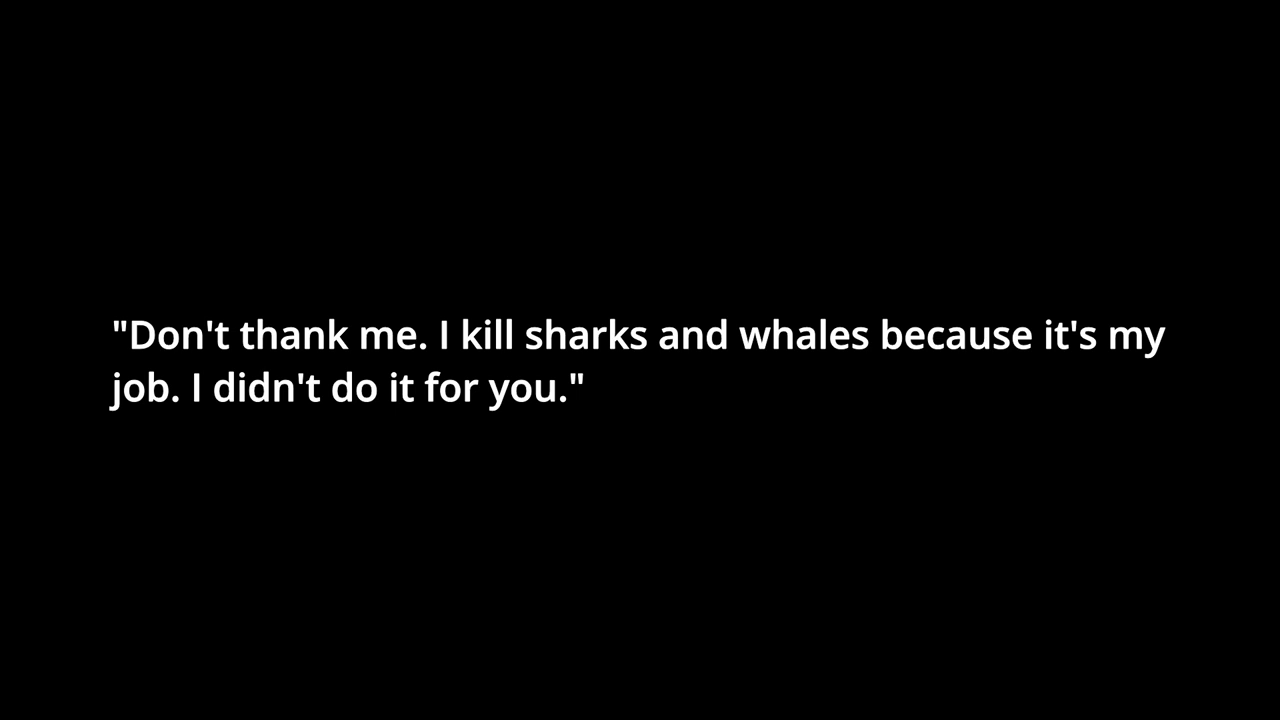 "Don't thank me. I kill sharks and whales because it's my
job. I didn't do it for you."